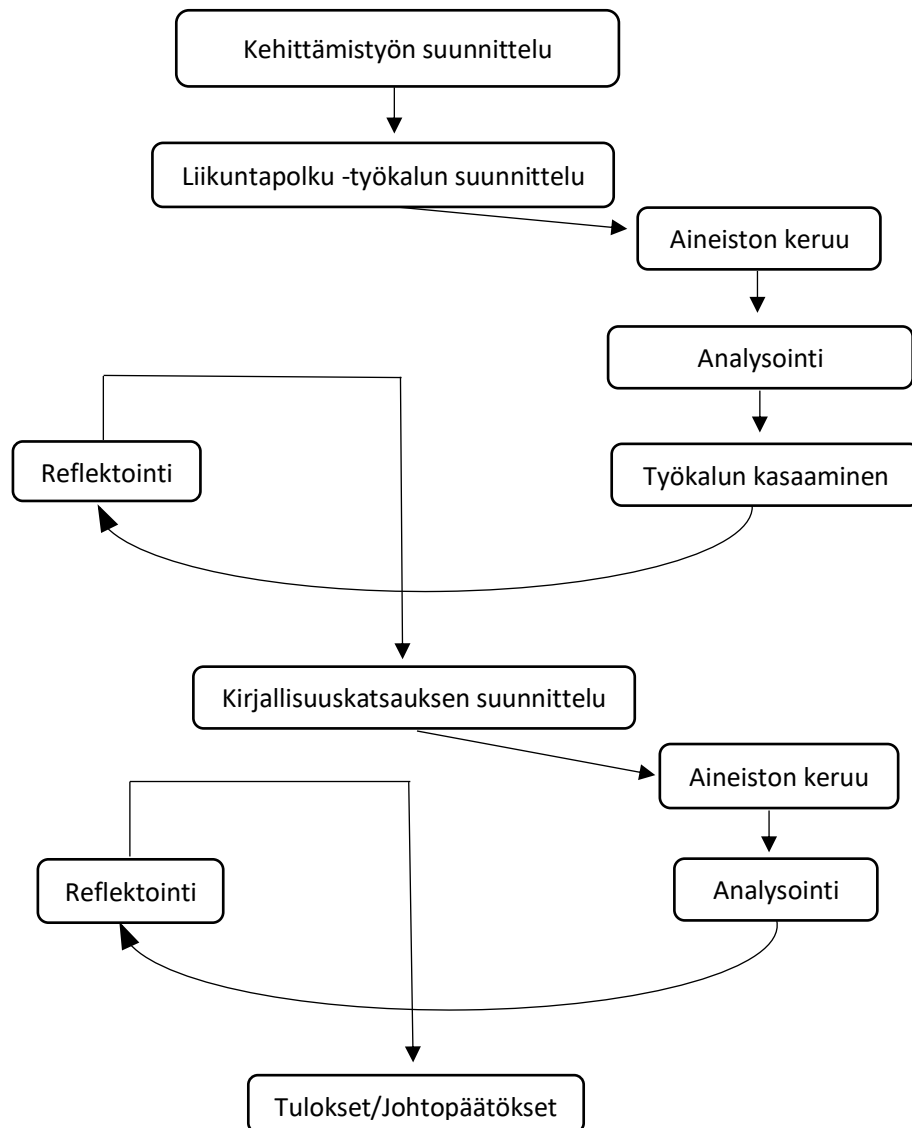 Kehittämistyön suunnittelu
Liikuntapolku -työkalun suunnittelu
Aineiston keruu
Analysointi
Työkalun kasaaminen
Reflektointi
Kirjallisuuskatsauksen suunnittelu
Aineiston keruu
Analysointi
Reflektointi
Tulokset/Johtopäätökset